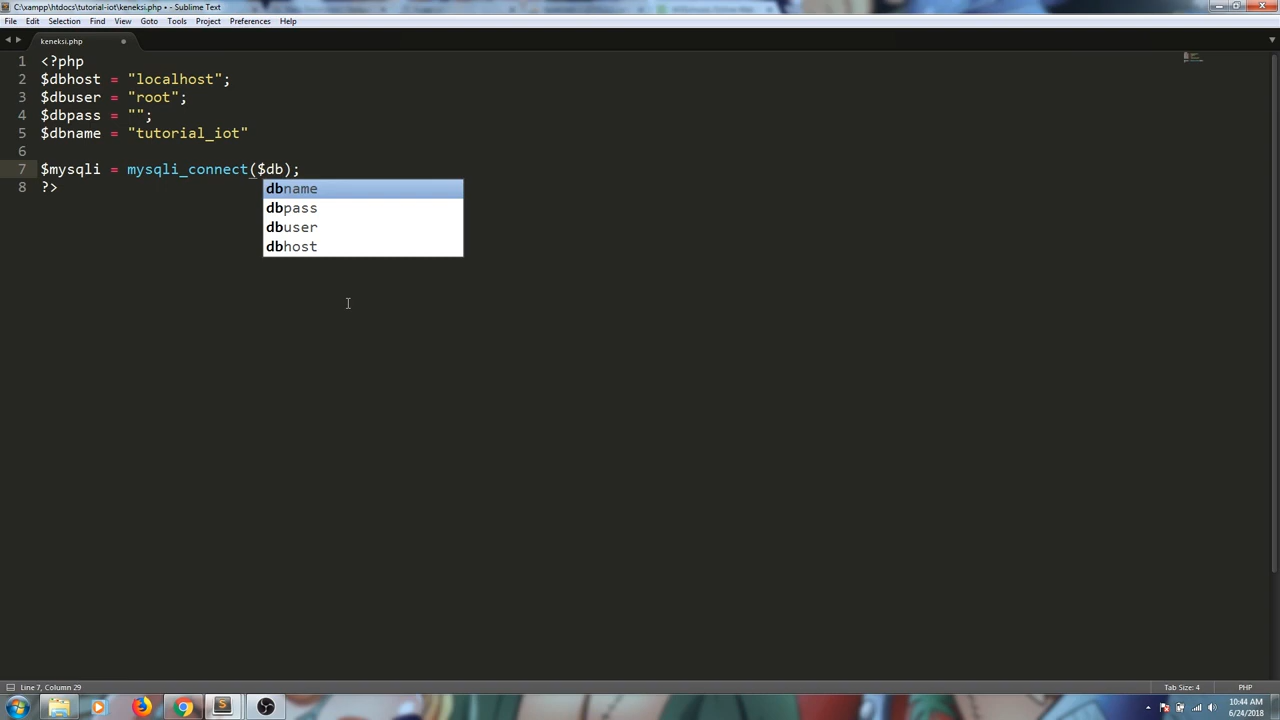 C:\xampp\htdocs\tutorial-iot\keneksi.php • - Sublime Text
File Edit Selection Find View Goto Tools Project Preferences Help
keneksi.php
1 <?php
2 $dbhost = "localhost";
3 $dbuser = "root";
4 $dbpass = "";
5 $dbname = "tutorial_iot"
6
7 $mysqli = mysqli_connect($db);
8 ?>
dbname
dbpass
dbuser
dbhost
Line 7, Column 29 Tab Size: 4 PHP
10:44 AM
6/24/2018